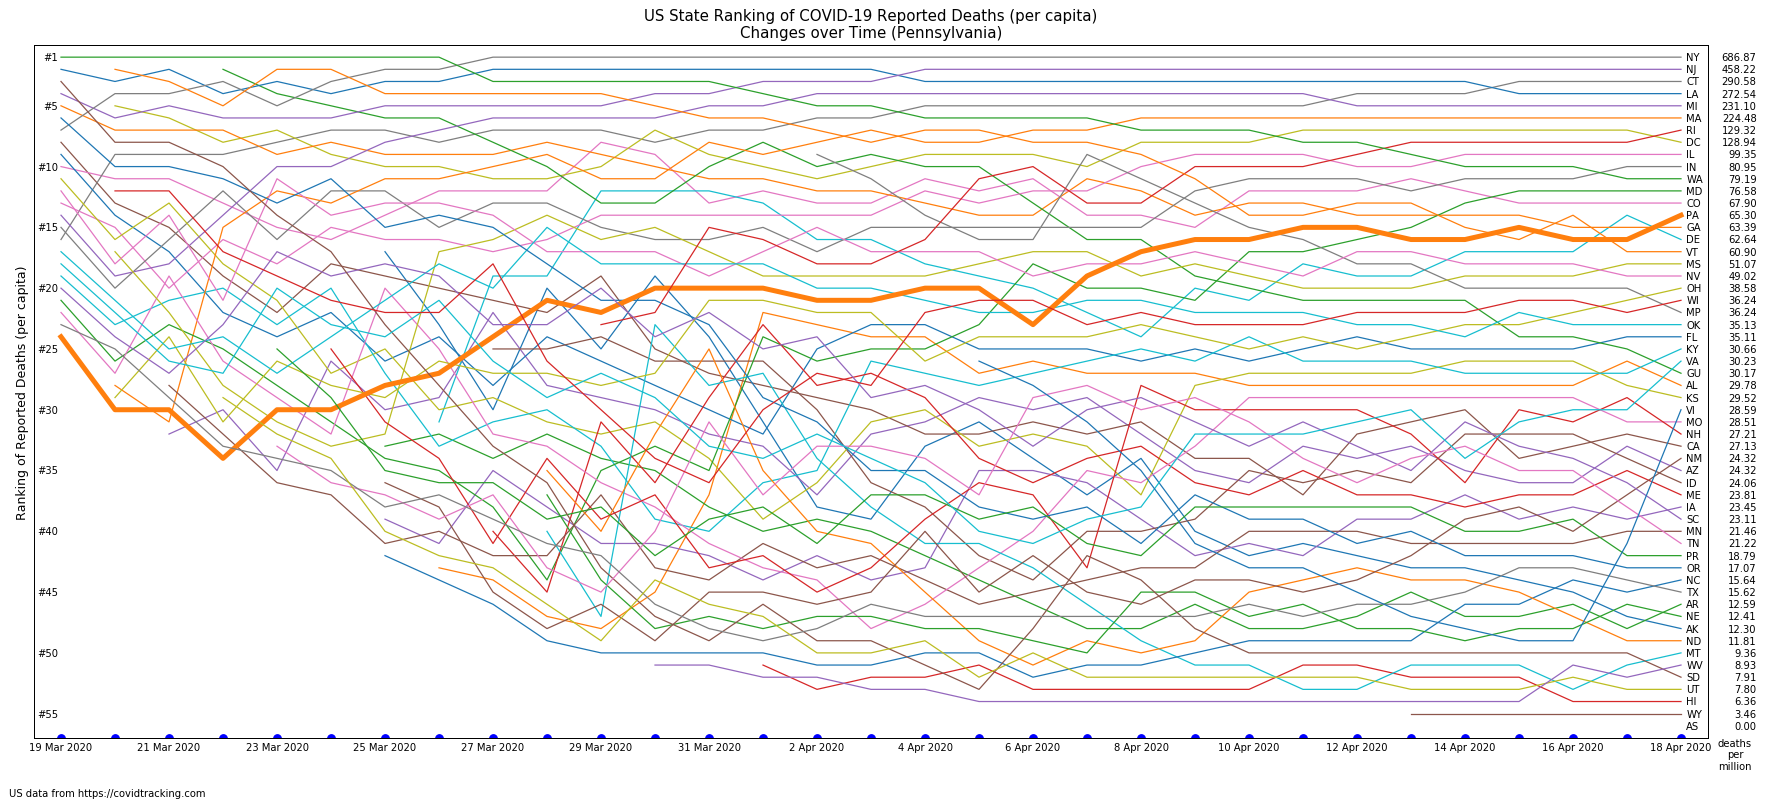 US State Ranking of COVID-19 Reported Deaths (per capita)
Changes over Time (Pennsylvania)
Ranking of Reported Deaths (per capita)
#1
#5
#10
#15
#20
#25
#30
#35
#40
#45
#50
#55
NY 686.87
NJ 458.22
CT 290.58
LA 272.54
MI 231.10
MA 224.48
RI 129.32
DC 128.94
IL 99.35
IN 80.95
WA 79.19
MD 76.58
CO 67.90
PA 65.30
GA 63.39
DE 62.64
VT 60.90
MS 51.07
NV 49.02
OH 38.58
WI 36.24
MP 36.24
OK 35.13
FL 35.11
KY 30.66
VA 30.23
GU 30.17
AL 29.78
KS 29.52
VI 28.59
MO 28.51
NH 27.21
CA 27.13
NM 24.32
AZ 24.32
ID 24.06
ME 23.81
IA 23.45
SC 23.11
MN 21.46
TN 21.22
PR 18.79
OR 17.07
NC 15.64
TX 15.62
AR 12.59
NE 12.41
AK 12.30
ND 11.81
MT 9.36
WV 8.93
SD 7.91
UT 7.80
HI 6.36
WY 3.46
AS 0.00
19 Mar 2020 21 Mar 2020 23 Mar 2020 25 Mar 2020 27 Mar 2020 29 Mar 2020 31 Mar 2020 2 Apr 2020 4 Apr 2020 6 Apr 2020 8 Apr 2020 10 Apr 2020 12 Apr 2020 14 Apr 2020 16 Apr 2020 18 Apr 2020
deaths
per
million
US data from https://covidtracking.com